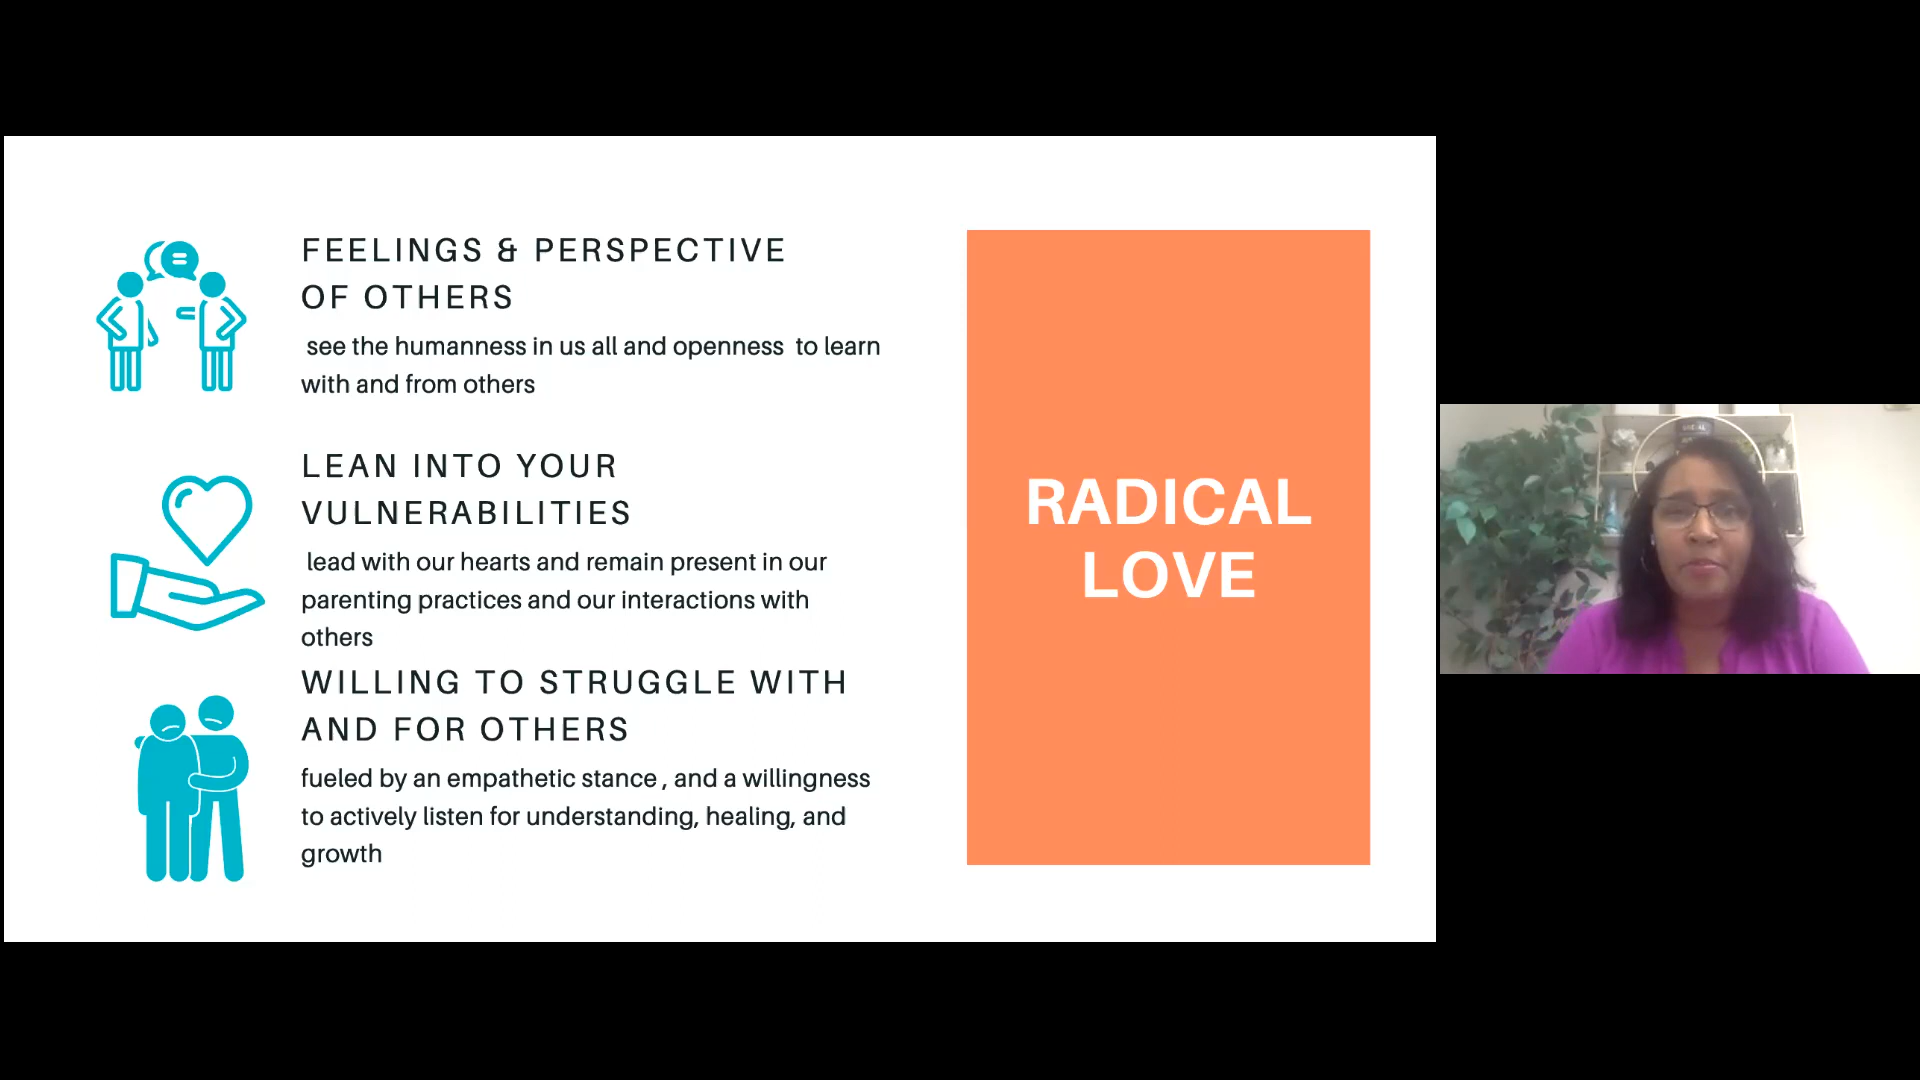 FEELINGS & PERSPECTIVE
OF OTHERS
see the humanness in us all and openness to learn
with and from others
LEAN INTO YOUR
VULNERABILITIES
lead with our hearts and remain present in our
parenting practices and our interactions with
others
WILLING TO STRUGGLE WITH
AND FOR OTHERS
fueled by an empathetic stance , and a willingness
to actively listen for understanding, healing, and
growth
RADICAL
LOVE